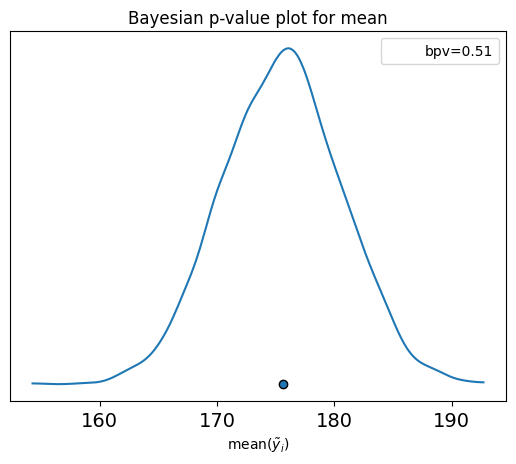 Bayesian p-value plot for mean
bpv=0.51
160 170 180 190
mean(ỹᵢ)